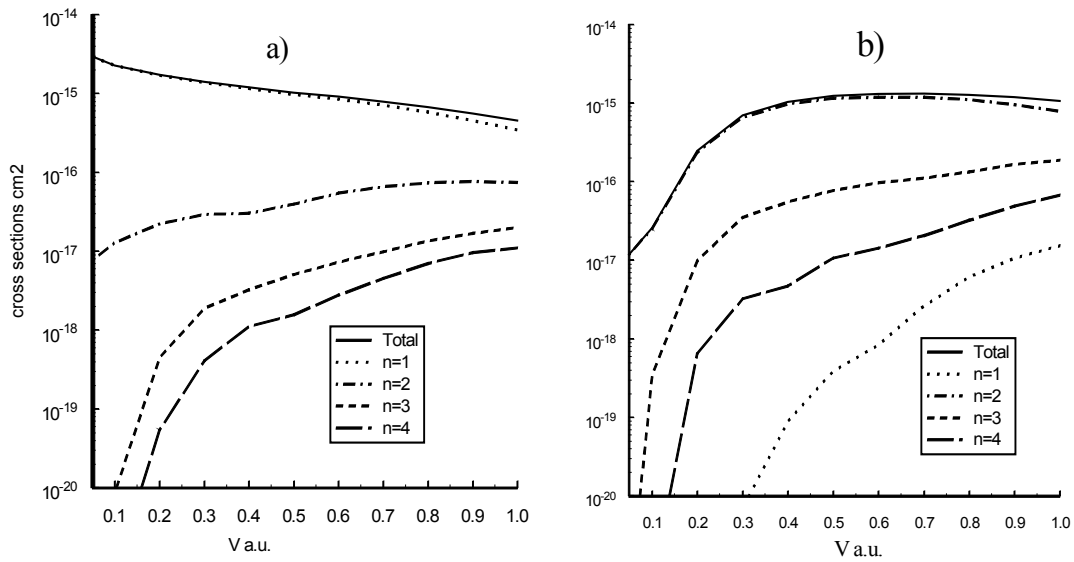 a)
cross sections cm2
10-14
10-15
10-16
10-17
10-18
10-19
10-20
Total
n=1
n=2
n=3
n=4
0.1 0.2 0.3 0.4 0.5 0.6 0.7 0.8 0.9 1.0
V a.u.
b)
10-14
10-15
10-16
10-17
10-18
10-19
10-20
Total
n=1
n=2
n=3
n=4
0.1 0.2 0.3 0.4 0.5 0.6 0.7 0.8 0.9 1.0
V a.u.